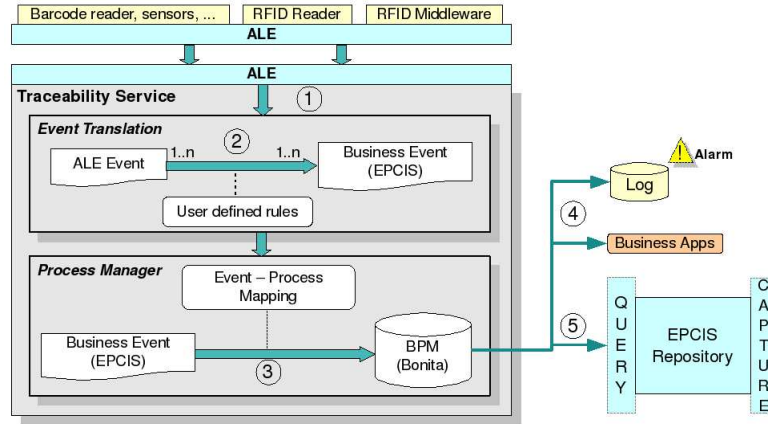 Barcode reader, sensors, ...
RFID Reader
RFID Middleware
ALE
ALE
Traceability Service
1
Event Translation
2
1..n
1..n
ALE Event
Business Event
(EPCIS)
User defined rules
Process Manager
Event – Process
Mapping
Business Event
(EPCIS)
3
BPM
(Bonita)
!
Alarm
Log
4
Business Apps
5
QUERY
EPCIS
Repository
CAPTURE